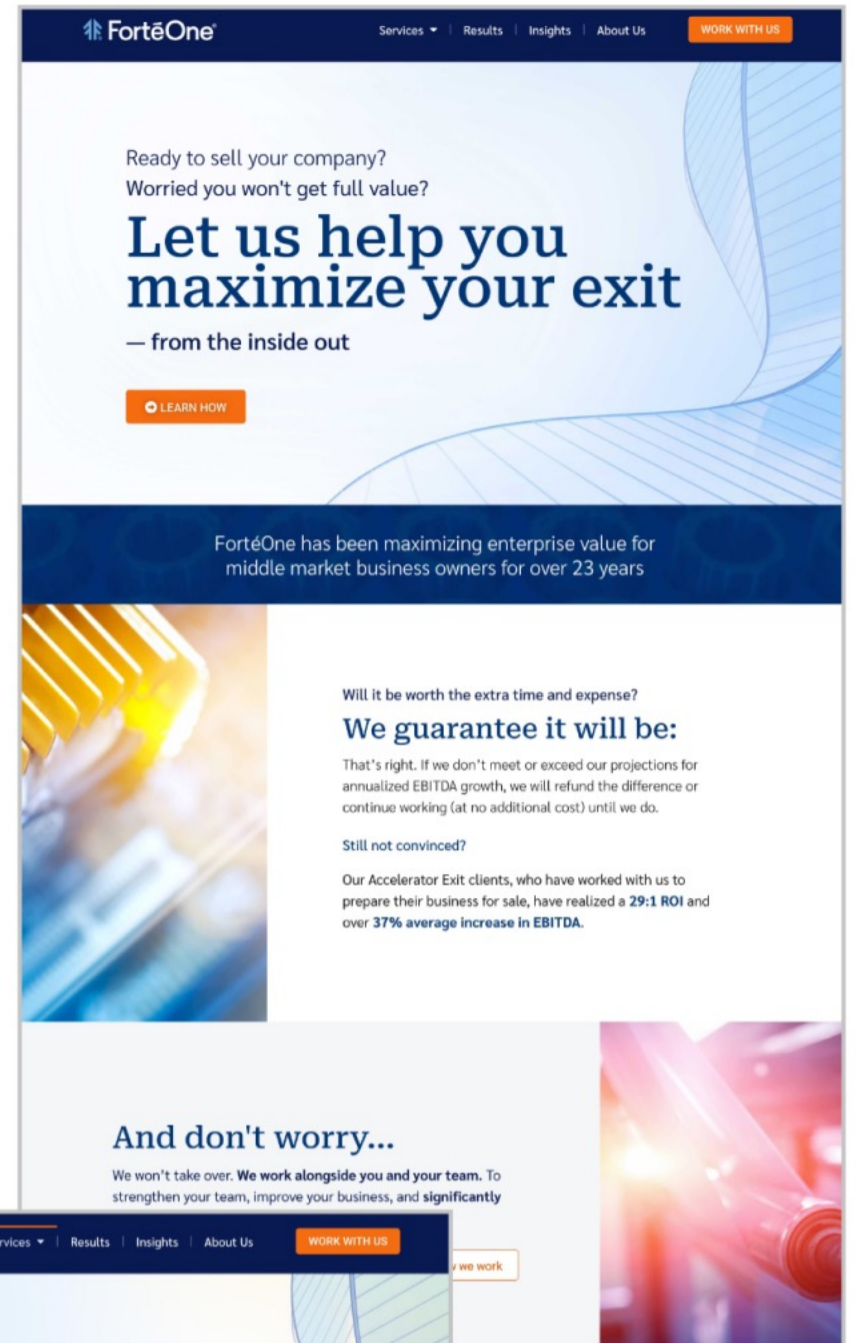 FortéOne®
Services
Results
Insights
About Us
WORK WITH US
Ready to sell your company?
Worried you won't get full value?
Let us help you
maximize your exit
— from the inside out
LEARN HOW
FortéOne has been maximizing enterprise value for
middle market business owners for over 23 years
Will it be worth the extra time and expense?
We guarantee it will be:
That's right. If we don't meet or exceed our projections for
annualized EBITDA growth, we will refund the difference or
continue working (at no additional cost) until we do.
Still not convinced?
Our Accelerator Exit clients, who have worked with us to
prepare their business for sale, have realized a 29:1 ROI and
over 37% average increase in EBITDA.
And don't worry...
We won't take over. We work alongside you and your team. To
strengthen your team, improve your business, and significantly
we work
rvices
Results
Insights
About Us
WORK WITH US